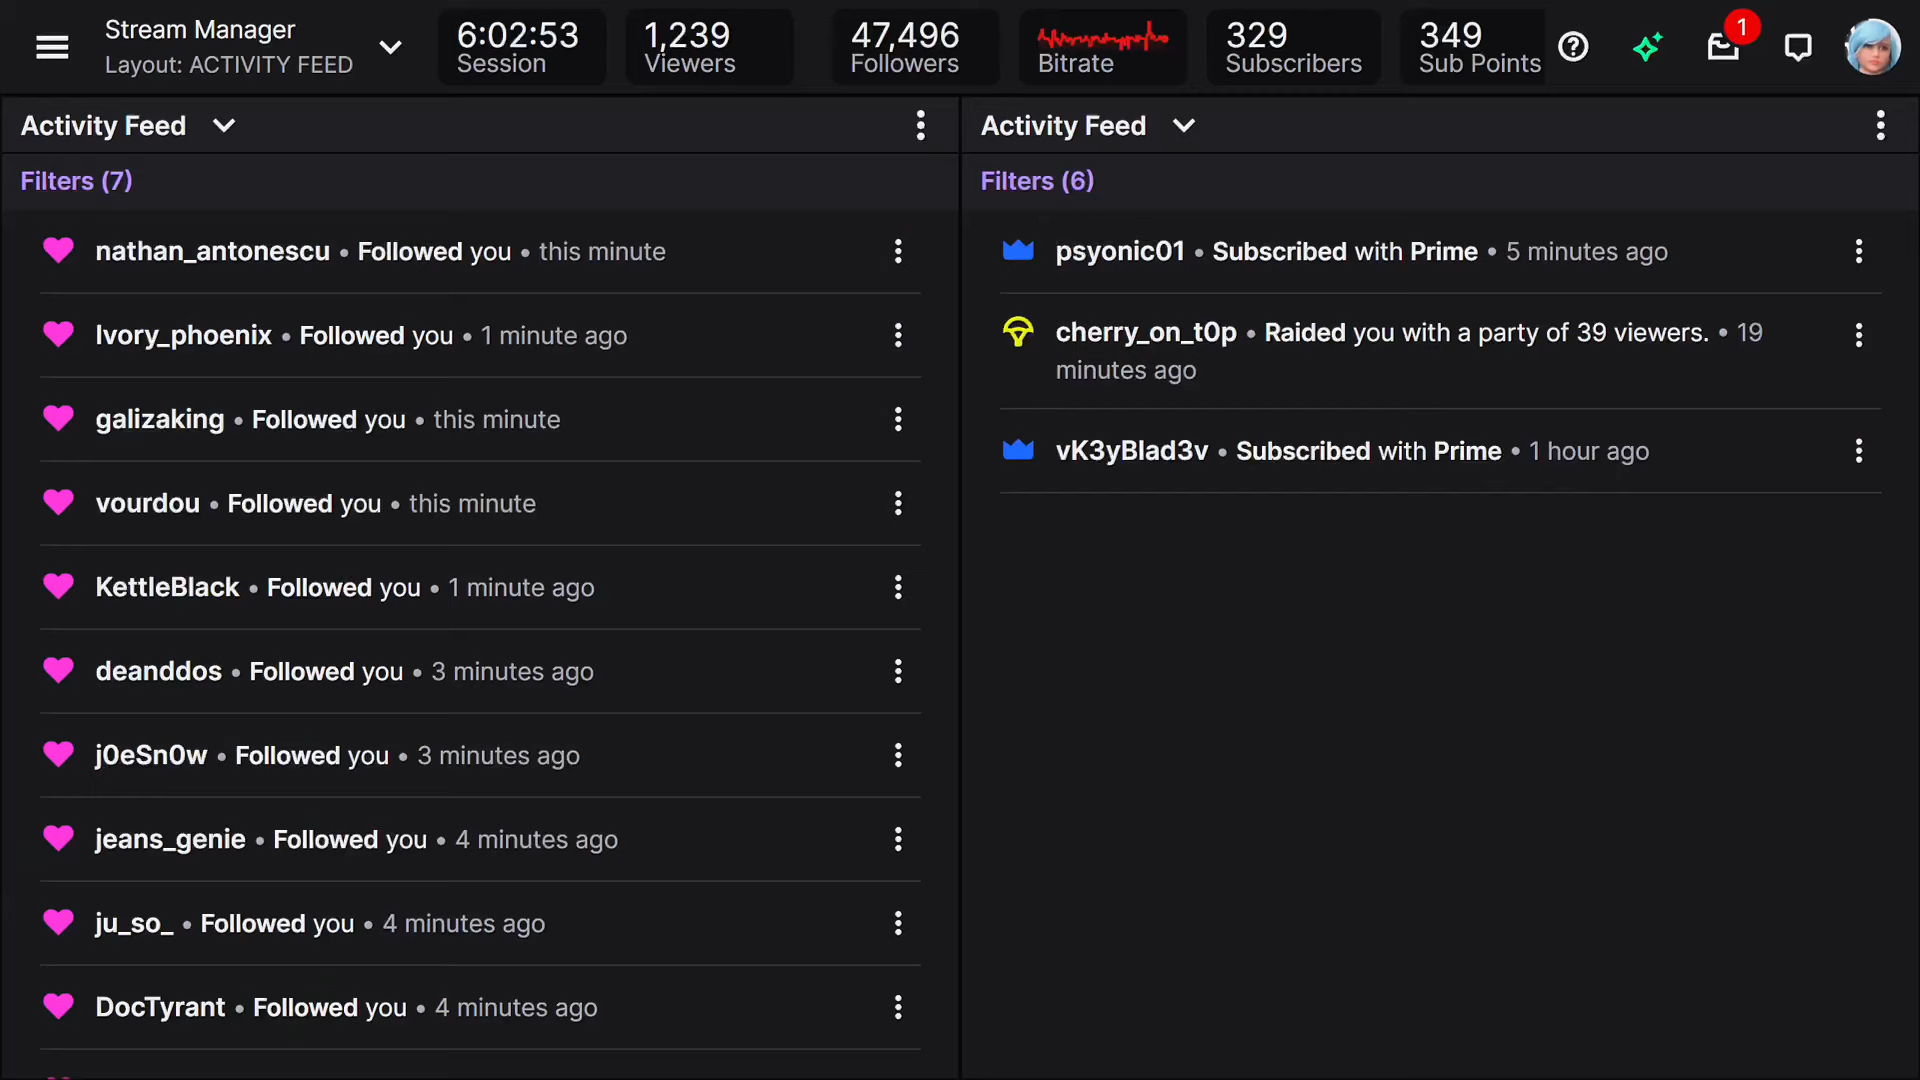 Stream Manager
Layout: ACTIVITY FEED
6:02:53
Session
1,239
Viewers
47,496
Followers
Bitrate
329
Subscribers
349
Sub Points
1
Activity Feed
Filters (7)
nathan_antonescu • Followed you • this minute
Ivory_phoenix • Followed you • 1 minute ago
galizaking • Followed you • this minute
vourdou • Followed you • this minute
KettleBlack • Followed you • 1 minute ago
deanddos • Followed you • 3 minutes ago
j0eSn0w • Followed you • 3 minutes ago
jeans_genie • Followed you • 4 minutes ago
ju_so_ • Followed you • 4 minutes ago
DocTyrant • Followed you • 4 minutes ago
Activity Feed
Filters (6)
psyonic01 • Subscribed with Prime • 5 minutes ago
cherry_on_t0p • Raided you with a party of 39 viewers. • 19
minutes ago
vK3yBlad3v • Subscribed with Prime • 1 hour ago